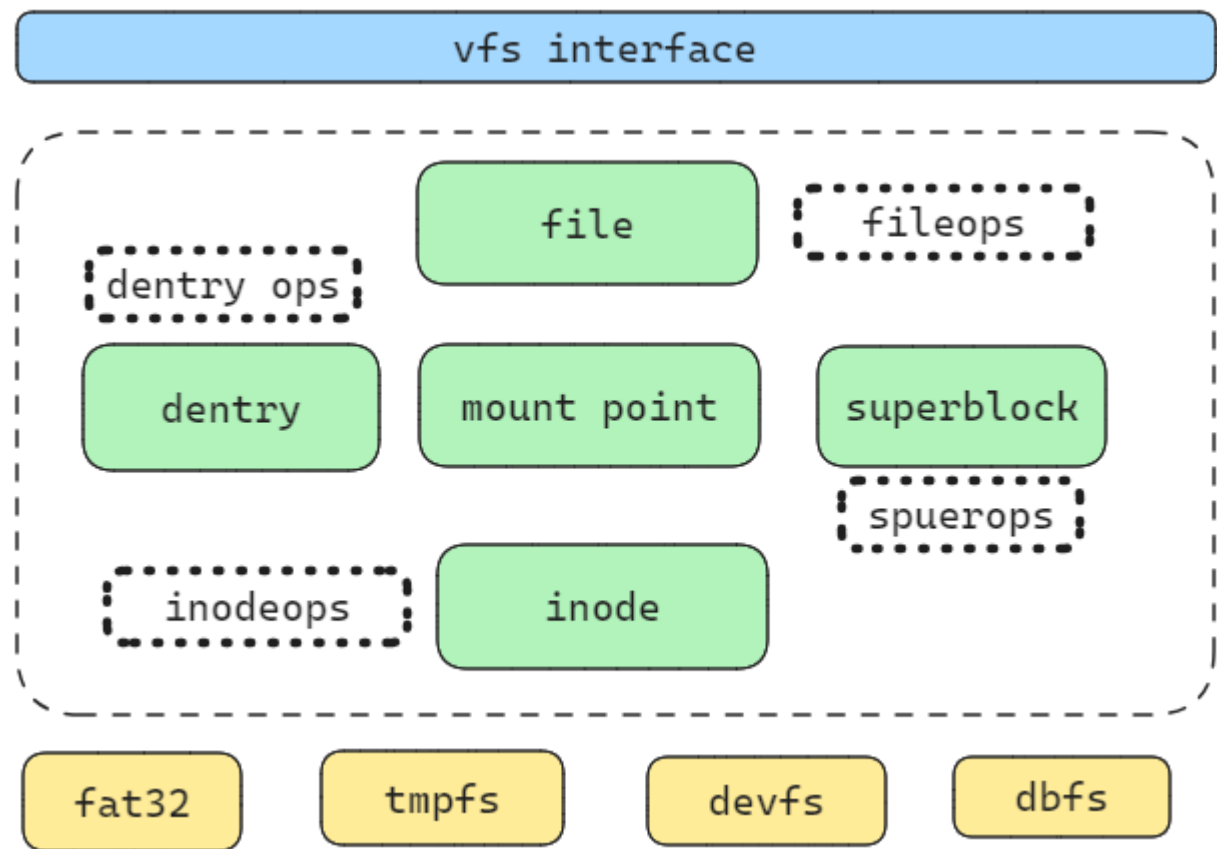 vfs interface
file
fileops
dentry ops
dentry
mount point
superblock
spuerops
inodeops
inode
fat32
tmpfs
devfs
dbfs